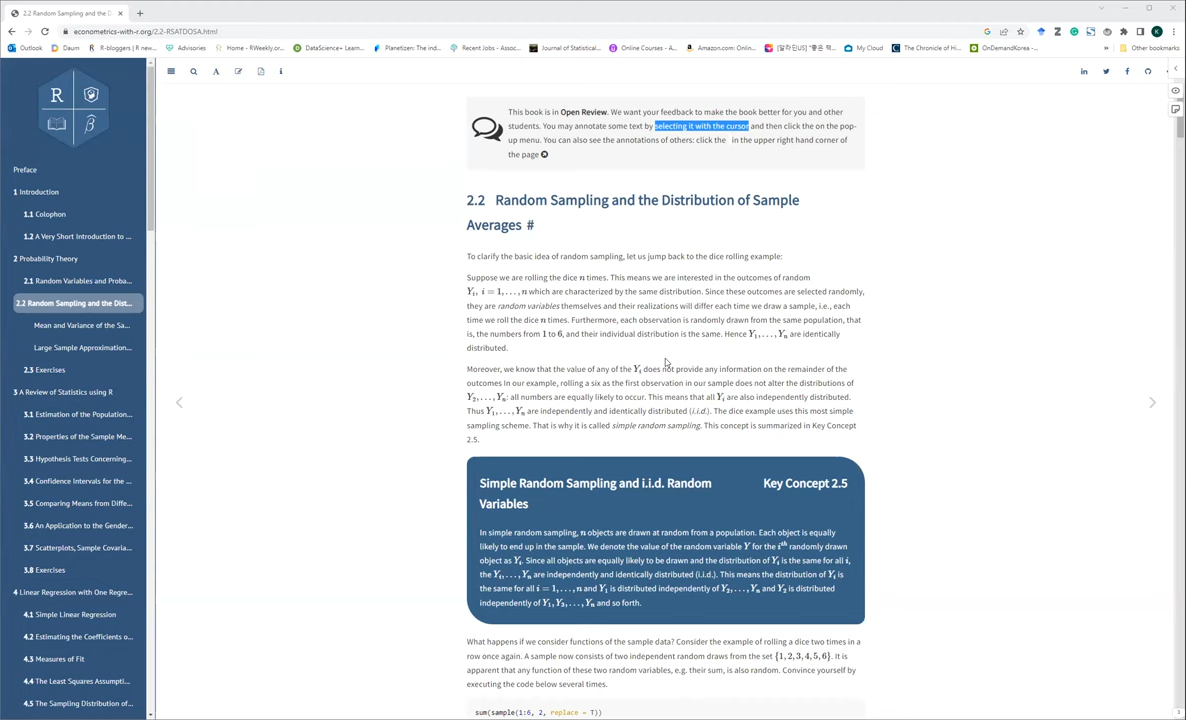 2.2 Random Sampling and the D
econometrics-with-r.org/2.2-RSATDOSA.html
Outlook
Daum
R-bloggers | R new...
Advisories
Home - RWeekly.or...
DataScience+ Learn...
Planetizen: The ind...
Recent Jobs - Assoc...
Journal of Statistical...
Online Courses - A...
Amazon.com: Onlin...
My Cloud
The Chronicle of Hi...
OnDemandKorea
»
Other bookmarks
Preface
1 Introduction
1.1 Colophon
1.2 A Very Short Introduction to ...
2 Probability Theory
2.1 Random Variables and Proba...
2.2 Random Sampling and the Dist...
Mean and Variance of the Sa...
Large Sample Approximation...
2.3 Exercises
3 A Review of Statistics using R
3.1 Estimation of the Population...
3.2 Properties of the Sample Me...
3.3 Hypothesis Tests Concerning...
3.4 Confidence Intervals for the ...
3.5 Comparing Means from Diffe...
3.6 An Application to the Gender...
3.7 Scatterplots, Sample Covaria...
3.8 Exercises
4 Linear Regression with One Regre...
4.1 Simple Linear Regression
4.2 Estimating the Coefficients o...
4.3 Measures of Fit
4.4 The Least Squares Assumpti...
4.5 The Sampling Distribution of...
This book is in Open Review. We want your feedback to make the book better for you and other
students. You may annotate some text by selecting it with the cursor and then click the on the pop-
up menu. You can also see the annotations of others: click the in the upper right hand corner of
the page
2.2 Random Sampling and the Distribution of Sample
Averages #
To clarify the basic idea of random sampling, let us jump back to the dice rolling example:
Suppose we are rolling the dice n times. This means we are interested in the outcomes of random
Yi, i = 1, . . . , n which are characterized by the same distribution. Since these outcomes are selected randomly,
they are random variables themselves and their realizations will differ each time we draw a sample, i.e., each
time we roll the dice n times. Furthermore, each observation is randomly drawn from the same population, that
is, the numbers from 1 to 6, and their individual distribution is the same. Hence Y1, . . . , Yn are identically
distributed.
Moreover, we know that the value of any of the Yi does not provide any information on the remainder of the
outcomes In our example, rolling a six as the first observation in our sample does not alter the distributions of
Y2, . . . , Yn: all numbers are equally likely to occur. This means that all Yi are also independently distributed.
Thus Y1, . . . , Yn are independently and identically distributed (i.i.d.). The dice example uses this most simple
sampling scheme. That is why it is called simple random sampling. This concept is summarized in Key Concept
2.5.
Simple Random Sampling and i.i.d. Random
Variables
Key Concept 2.5
In simple random sampling, n objects are drawn at random from a population. Each object is equally
likely to end up in the sample. We denote the value of the random variable Y for the ith randomly drawn
object as Yi. Since all objects are equally likely to be drawn and the distribution of Yi is the same for all i,
the Yi, . . . , Yn are independently and identically distributed (i.i.d.). This means the distribution of Yi is
the same for all i = 1, . . . , n and Y1 is distributed independently of Y2, . . . , Yn and Y2 is distributed
independently of Y1, Y3, . . . , Yn and so forth.
What happens if we consider functions of the sample data? Consider the example of rolling a dice two times in a
row once again. A sample now consists of two independent random draws from the set {1, 2, 3, 4, 5, 6}. It is
apparent that any function of these two random variables, e.g. their sum, is also random. Convince yourself by
executing the code below several times.
sum(sample(1:6, 2, replace = T))